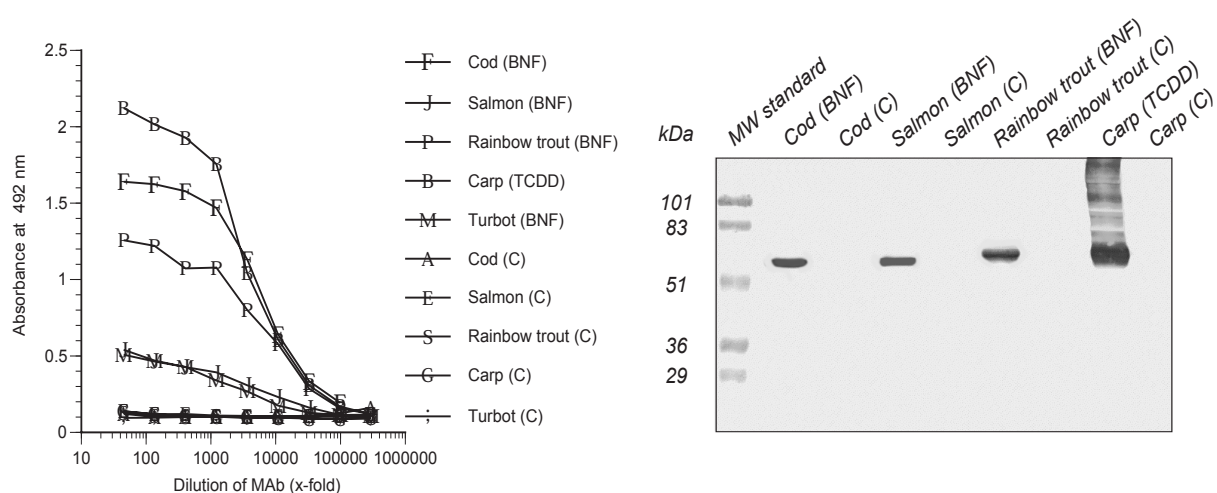 2.5
2
1.5
1
0.5
0
10 100 1000 10000 100000 1000000
Absorbance at 492 nm
Dilution of MAb (x-fold)
F Cod (BNF)
J Salmon (BNF)
P Rainbow trout (BNF)
B Carp (TCDD)
M Turbot (BNF)
A Cod (C)
E Salmon (C)
S Rainbow trout (C)
G Carp (C)
; Turbot (C)
kDa
MW standard
Cod (BNF)
Cod (C)
Salmon (BNF)
Salmon (C)
Rainbow trout (BNF)
Rainbow trout (C)
Carp (TCDD)
Carp (C)
101
83
51
36
29